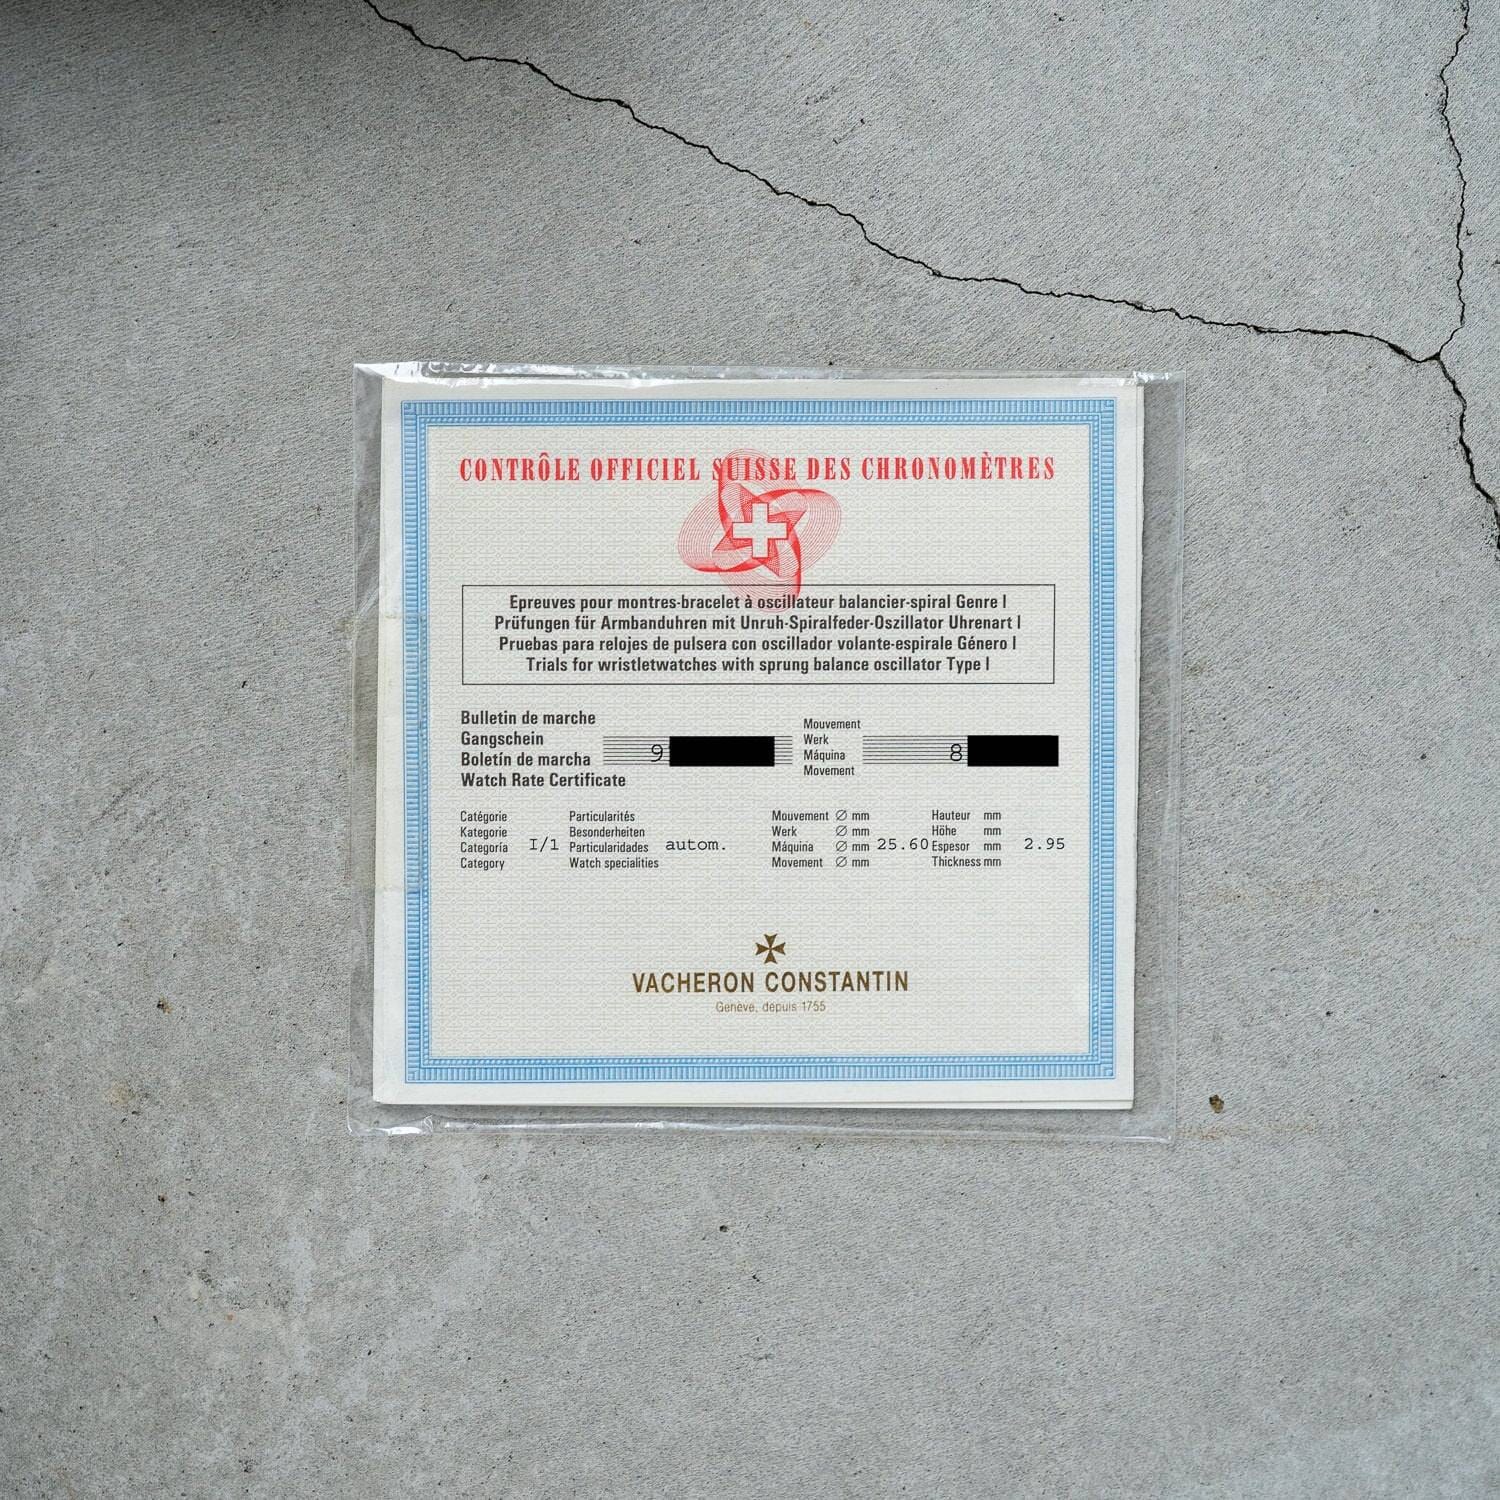 CONTRÔLE OFFICIEL SUISSE DES CHRONOMÈTRES
Epreuves pour montres-bracelet à oscillateur balancier-spiral Genre I
Prüfungen für Armbanduhren mit Unruh-Spiralfeder-Oszillator Uhrenart I
Pruebas para relojes de pulsera con oscillador volante-espirale Género I
Trials for wristletwatches with sprung balance oscillator Type I
Bulletin de marche
Gangschein
Boletín de marcha
Watch Rate Certificate
9
Mouvement
Werk
Máquina
Movement
8
Catégorie
Kategorie
Categoría
Category
I/1
Particularités
Besonderheiten
Particularidades
Watch specialities
autom.
Mouvement ∅ mm
Werk ∅ mm
Máquina ∅ mm
Movement ∅ mm
25.60
Hauteur mm
Höhe mm
Espesor mm
Thickness mm
2.95
VACHERON CONSTANTIN
Genève, depuis 1755